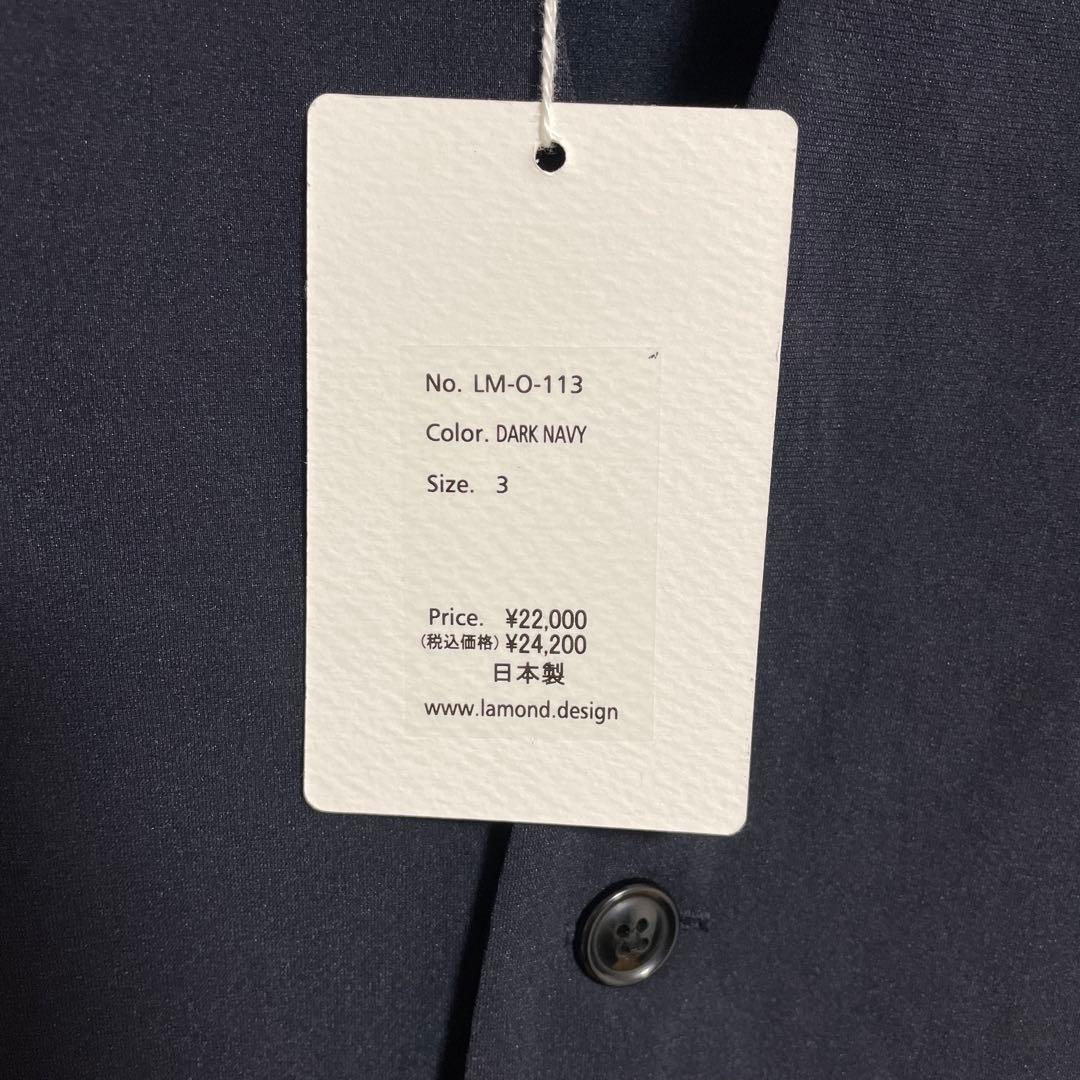 No. LM-O-113
Color. DARK NAVY
Size. 3
Price. ¥22,000
(税込価格) ¥24,200
日本製
www.lamond.design